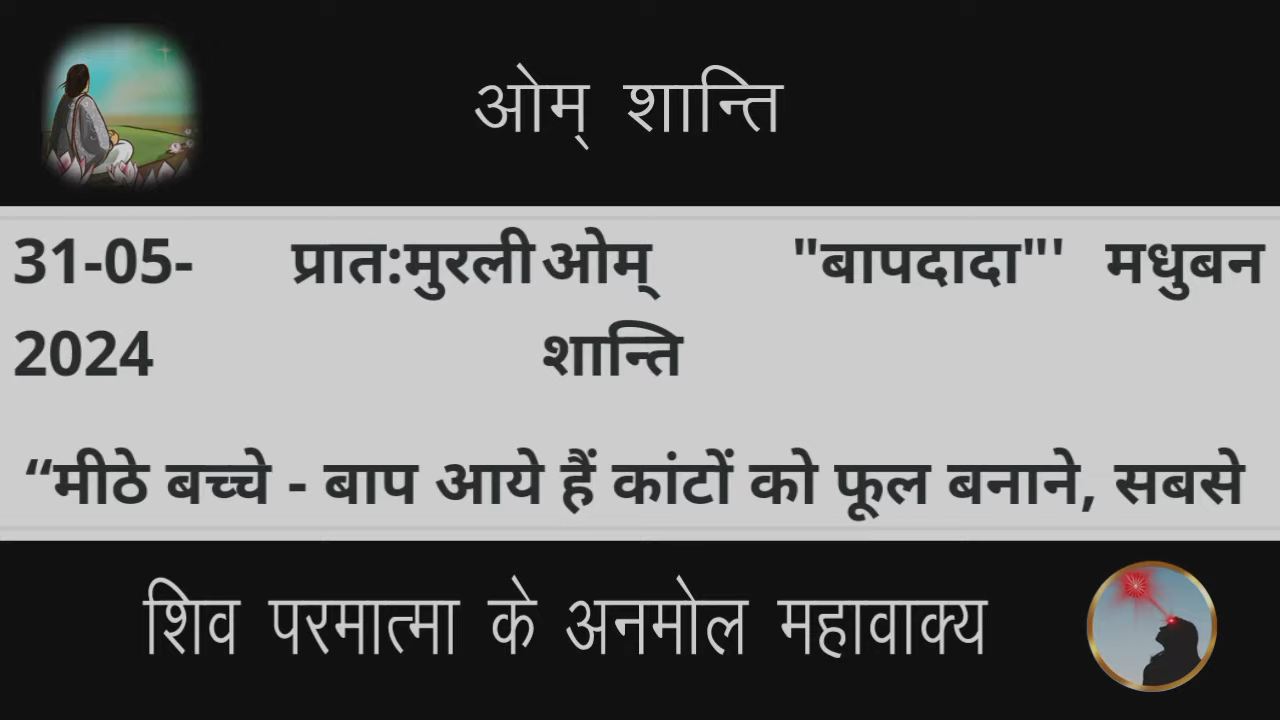 ओम् शान्ति
31-05- प्रात:मुरली ओम् "बापदादा"' मधुबन
2024 शान्ति
“मीठे बच्चे - बाप आये हैं कांटों को फूल बनाने, सबसे
शिव परमात्मा के अनमोल महावाक्य